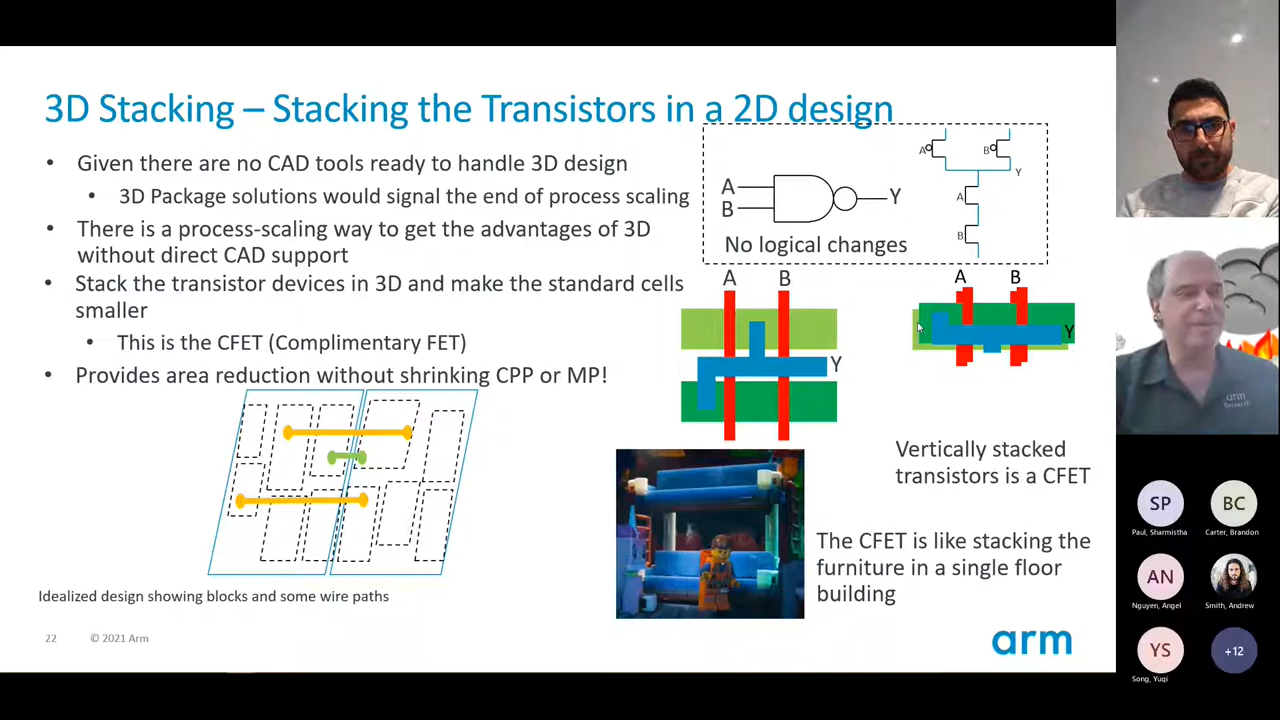 3D Stacking – Stacking the Transistors in a 2D design
• Given there are no CAD tools ready to handle 3D design
• 3D Package solutions would signal the end of process scaling
• There is a process-scaling way to get the advantages of 3D
without direct CAD support
• Stack the transistor devices in 3D and make the standard cells
smaller
• This is the CFET (Complimentary FET)
• Provides area reduction without shrinking CPP or MP!
A
B
Y
No logical changes
A
B
Y
A
B
A
B
Y
A
B
Y
Vertically stacked
transistors is a CFET
The CFET is like stacking the
furniture in a single floor
building
Idealized design showing blocks and some wire paths
22
© 2021 Arm
arm
arm
SP
Paul, Sharmistha
BC
Carter, Brandon
AN
Nguyen, Angel
Smith, Andrew
YS
Song, Yuqi
+12